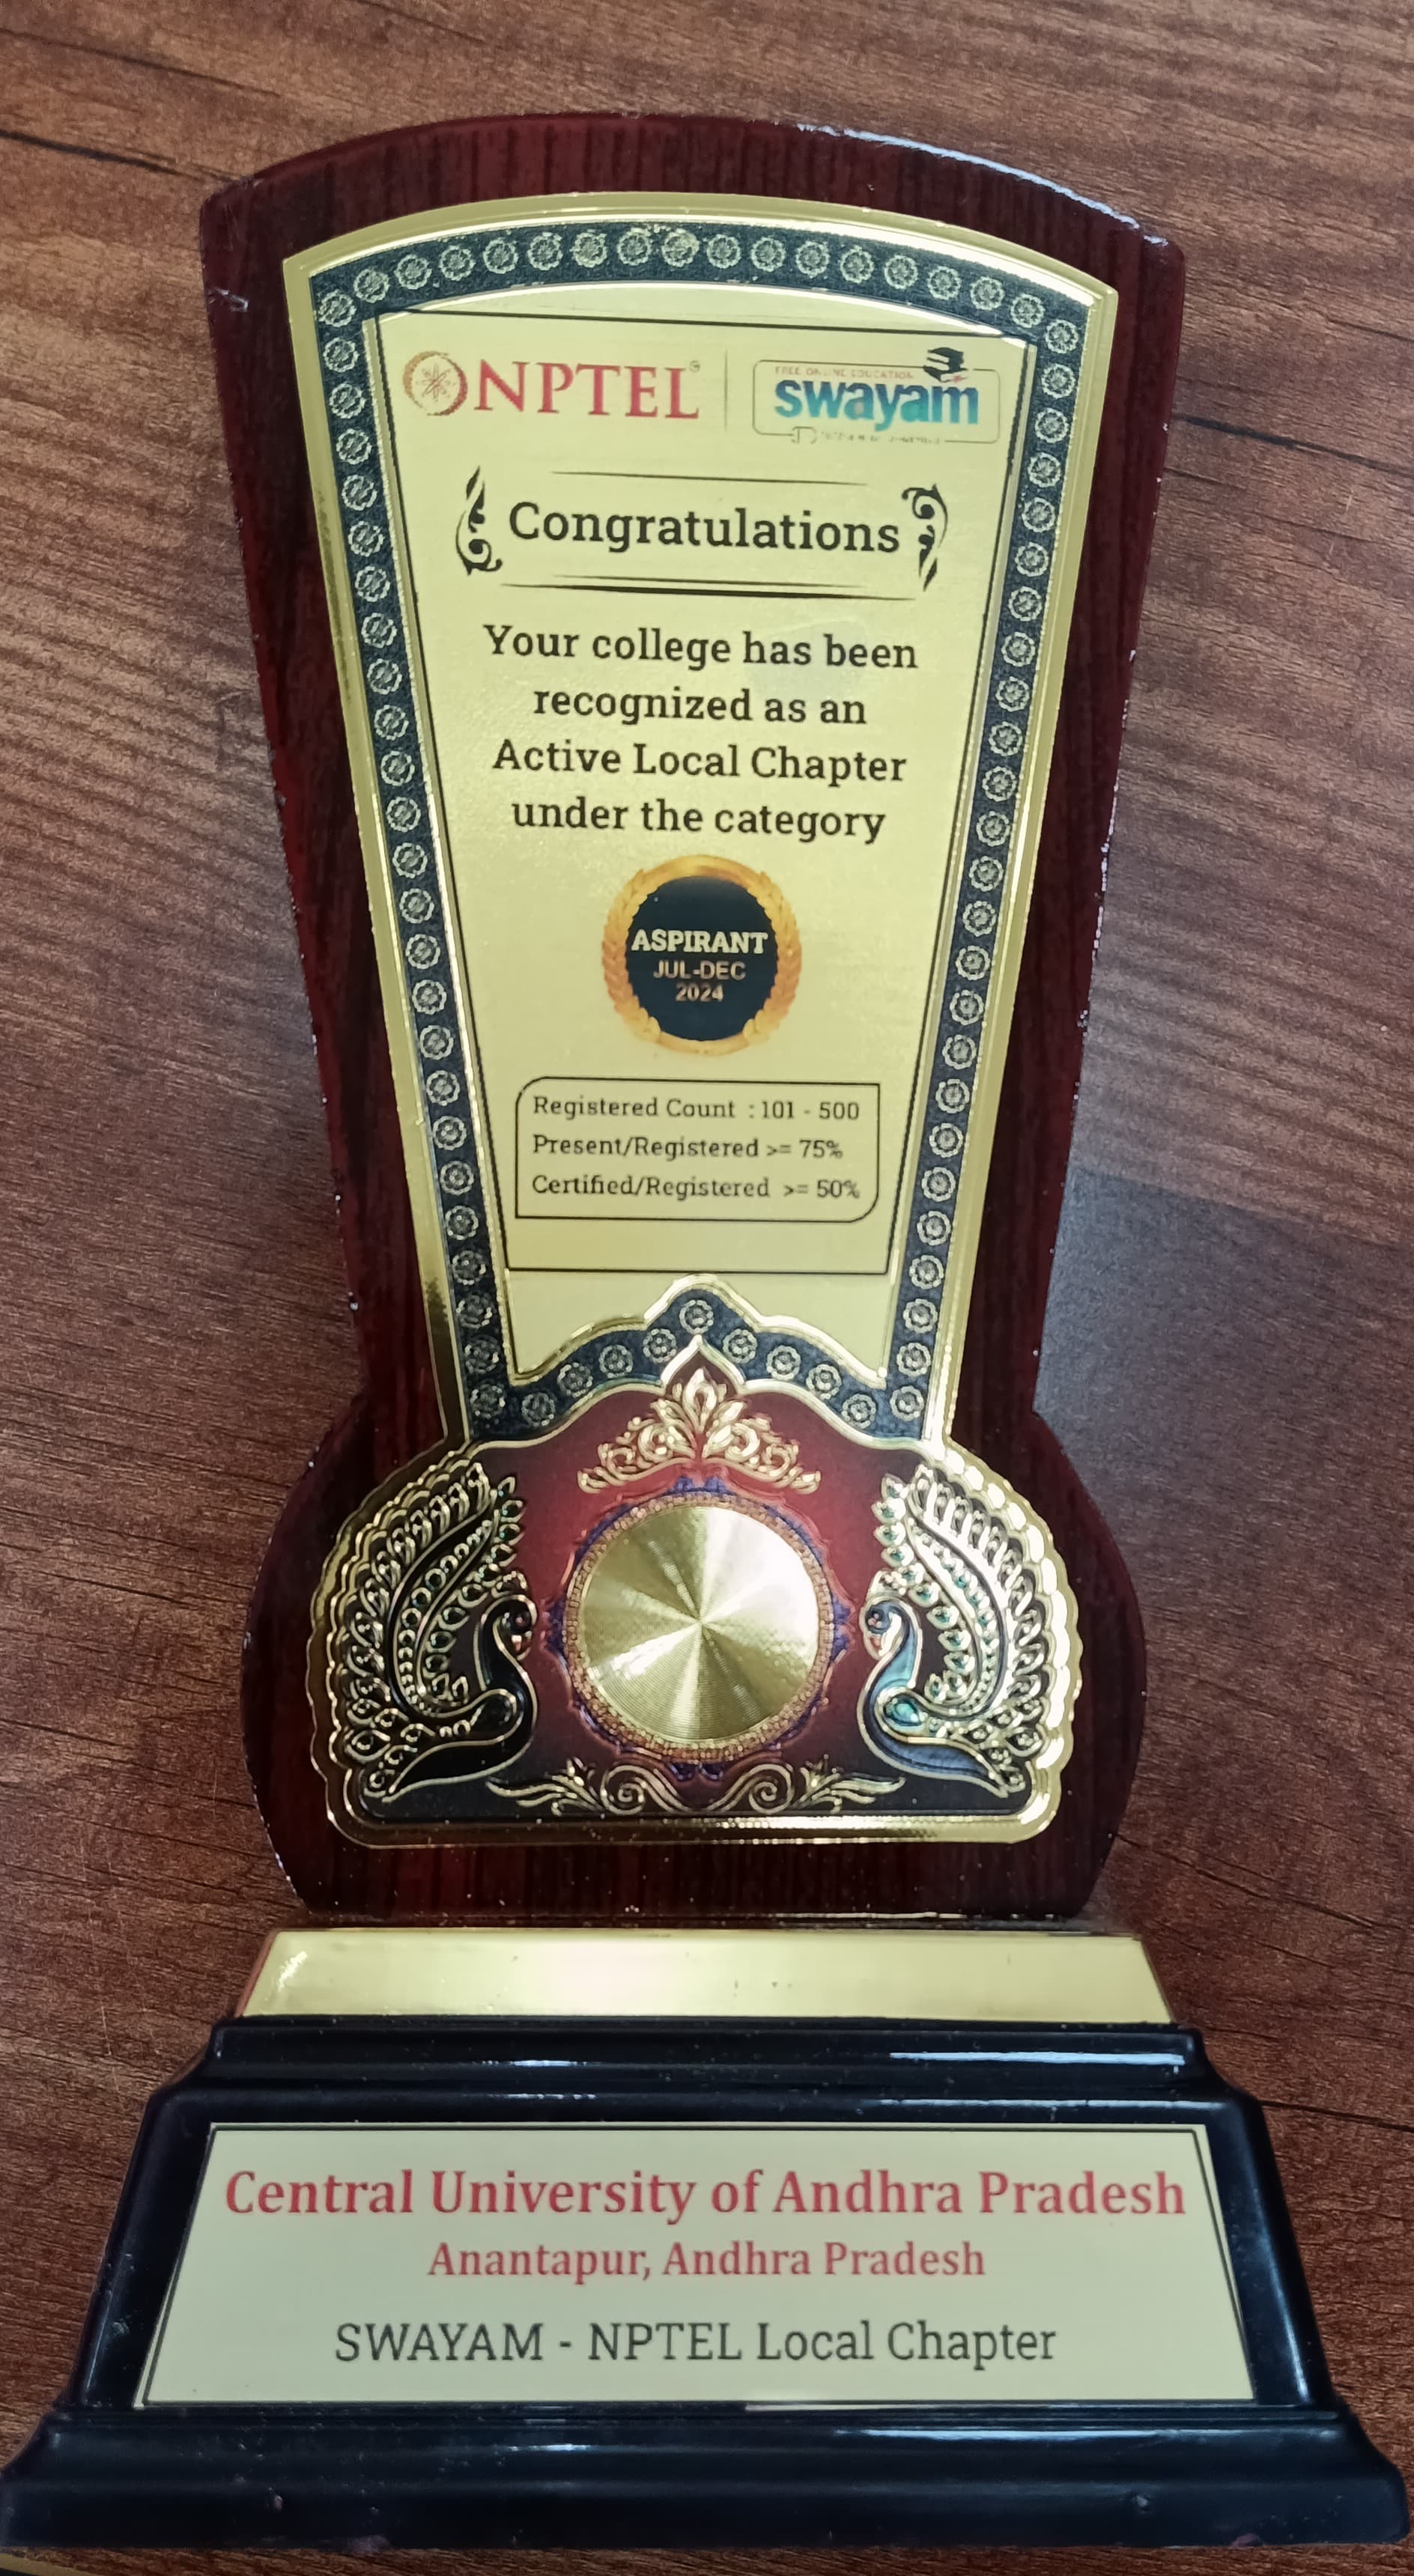 NPTEL
FREE ONLINE EDUCATION
swayam
Congratulations
Your college has been
recognized as an
Active Local Chapter
under the category
ASPIRANT
JUL-DEC
2024
Registered Count : 101 - 500
Present/Registered >= 75%
Certified/Registered >= 50%
Central University of Andhra Pradesh
Anantapur, Andhra Pradesh
SWAYAM - NPTEL Local Chapter